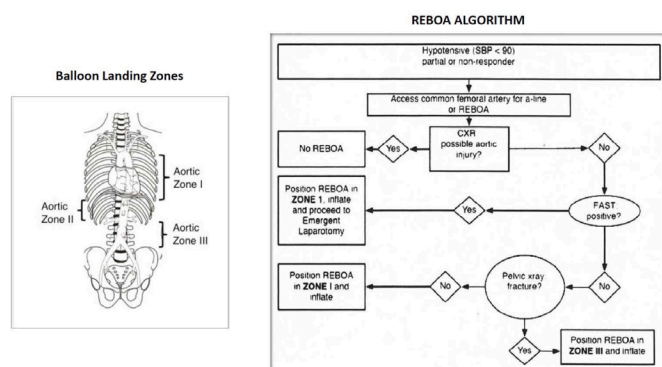 REBOA ALGORITHM
Balloon Landing Zones
Aortic
Zone I
Aortic
Zone II
Aortic
Zone III
Hypotensive (SBP < 90)
partial or non-responder
Access common femoral artery for a-line
or REBOA
CXR
possible aortic
injury?
Yes
No REBOA
No
FAST
positive?
Yes
Position REBOA in
ZONE 1, inflate
and proceed to
Emergent
Laparotomy
No
Pelvic xray
fracture?
No
Position REBOA
in ZONE I and
inflate
Yes
Position REBOA in
ZONE III and inflate